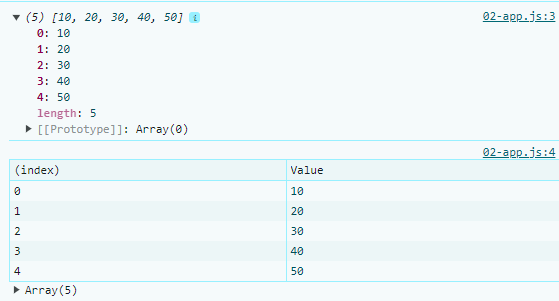 ▼ (5) [10, 20, 30, 40, 50] i 02-app.js:3
0: 10
1: 20
2: 30
3: 40
4: 50
length: 5
▶ [[Prototype]]: Array(0)
02-app.js:4
(index) Value
0 10
1 20
2 30
3 40
4 50
▶ Array(5)